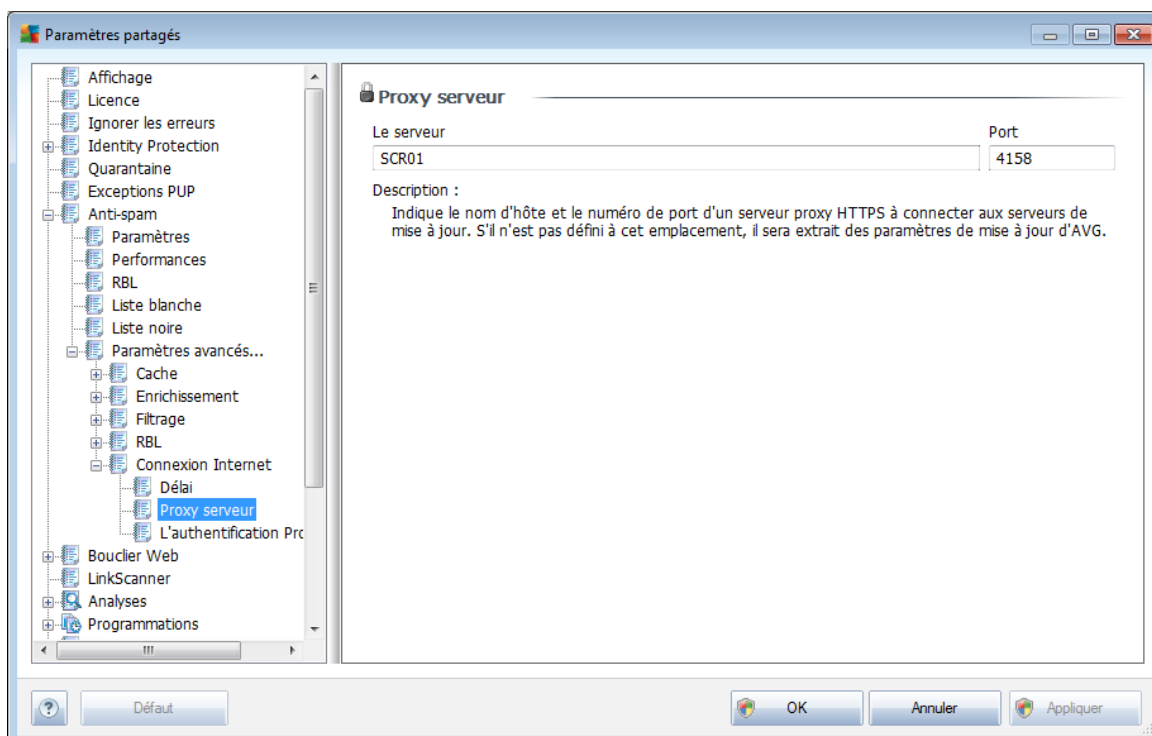 Paramètres partagés
Affichage
Licence
Ignorer les erreurs
Identity Protection
Quarantaine
Exceptions PUP
Anti-spam
Paramètres
Performances
RBL
Liste blanche
Liste noire
Paramètres avancés...
Cache
Enrichissement
Filtrage
RBL
Connexion Internet
Délai
Proxy serveur
L'authentification Prc
Bouclier Web
LinkScanner
Analyses
Programmations
Proxy serveur
Le serveur
Port
SCR01
4158
Description :
Indique le nom d'hôte et le numéro de port d'un serveur proxy HTTPS à connecter aux serveurs de
mise à jour. S'il n'est pas défini à cet emplacement, il sera extrait des paramètres de mise à jour d'AVG.
?
Défaut
OK
Annuler
Appliquer